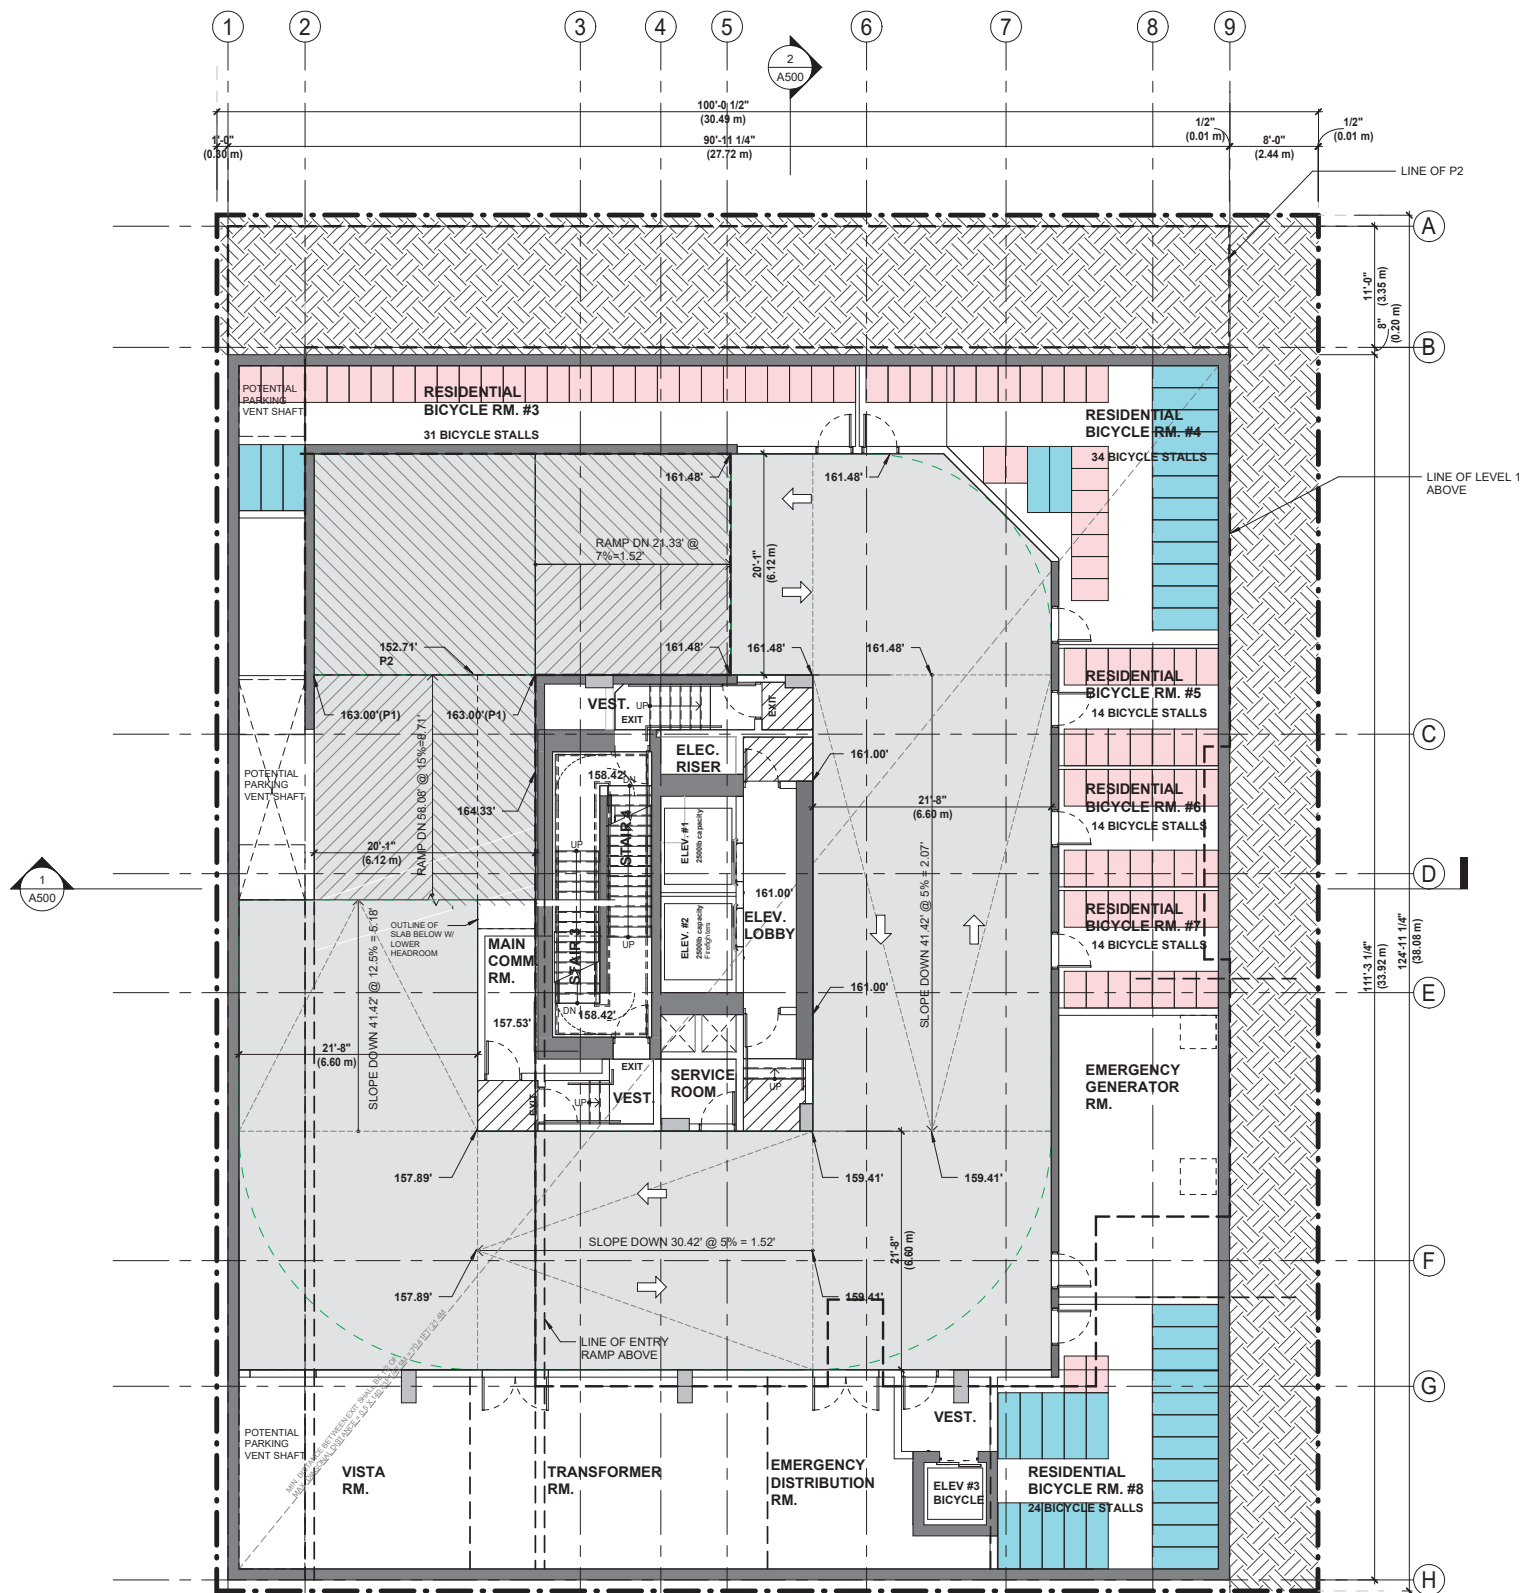 1
2
3
4
5
6
7
8
9
2
A500
100'-0 1/2"
(30.49 m)
1'-0"
(0.30 m)
90'-11 1/4"
(27.72 m)
1/2"
(0.01 m)
8'-0"
(2.44 m)
1/2"
(0.01 m)
LINE OF P2
A
11'-0"
(3.35 m)
8"
(0.20 m)
B
POTENTIAL
PARKING
VENT SHAFT
RESIDENTIAL
BICYCLE RM. #3
31 BICYCLE STALLS
RESIDENTIAL
BICYCLE RM. #4
34 BICYCLE STALLS
LINE OF LEVEL 1
ABOVE
161.48'
161.48'
RAMP DN 21.33' @
7%=1.52'
20'-1"
(6.12 m)
152.71'
P2
161.48'
161.48'
161.48'
163.00'(P1)
163.00'(P1)
RESIDENTIAL
BICYCLE RM. #5
14 BICYCLE STALLS
VEST.
EXIT
UP
EXIT
C
ELEC.
RISER
161.00'
POTENTIAL
PARKING
VENT SHAFT
RAMP DN 58.08' @ 15%=8.71'
164.33'
158.42'
DN
STAIR 4
ELEV. #1
2500lb capacity
21'-8"
(6.60 m)
RESIDENTIAL
BICYCLE RM. #6
14 BICYCLE STALLS
20'-1"
(6.12 m)
UP
1
A500
D
161.00'
ELEV.
LOBBY
ELEV. #2
2500lb capacity
Firefighters
RESIDENTIAL
BICYCLE RM. #7
14 BICYCLE STALLS
OUTLINE OF
SLAB BELOW W/
LOWER
HEADROOM
MAIN
COMM.
RM.
STAIR 3
UP
SLOPE DOWN 41.42' @ 12.5% = 5.18'
SLOPE DOWN 41.42' @ 5% = 2.07'
111'-3 1/4"
(33.92 m)
124'-11 1/4"
(38.08 m)
E
161.00'
DN
158.42'
157.53'
21'-8"
(6.60 m)
EXIT
SERVICE
ROOM
EMERGENCY
GENERATOR
RM.
EXIT
UP
VEST.
UP
157.89'
159.41'
159.41'
SLOPE DOWN 30.42' @ 5% = 1.52'
21'-8"
(6.60 m)
F
157.89'
159.41'
LINE OF ENTRY
RAMP ABOVE
G
POTENTIAL
PARKING
VENT SHAFT
VISTA
RM.
TRANSFORMER
RM.
EMERGENCY
DISTRIBUTION
RM.
VEST.
ELEV #3
BICYCLE
RESIDENTIAL
BICYCLE RM. #8
24 BICYCLE STALLS
H